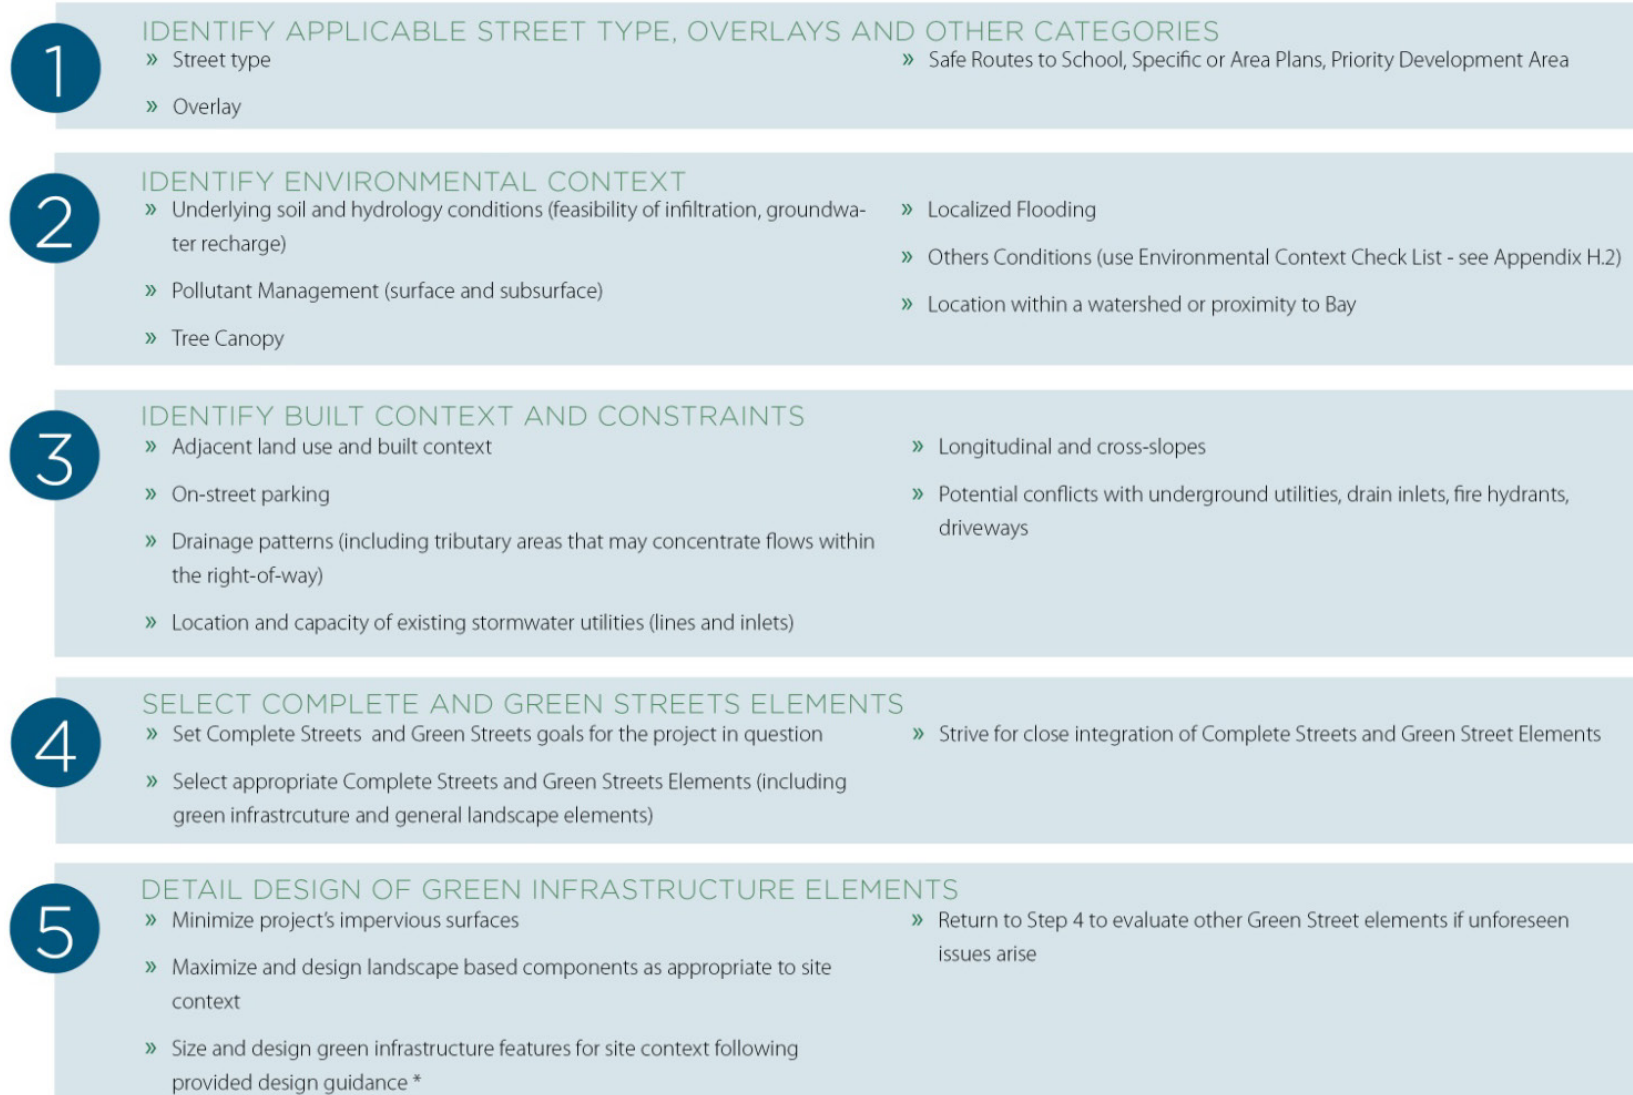 1
IDENTIFY APPLICABLE STREET TYPE, OVERLAYS AND OTHER CATEGORIES
» Street type
» Overlay
» Safe Routes to School, Specific or Area Plans, Priority Development Area
2
IDENTIFY ENVIRONMENTAL CONTEXT
» Underlying soil and hydrology conditions (feasibility of infiltration, groundwa-
ter recharge)
» Pollutant Management (surface and subsurface)
» Tree Canopy
» Localized Flooding
» Others Conditions (use Environmental Context Check List - see Appendix H.2)
» Location within a watershed or proximity to Bay
3
IDENTIFY BUILT CONTEXT AND CONSTRAINTS
» Adjacent land use and built context
» On-street parking
» Drainage patterns (including tributary areas that may concentrate flows within
the right-of-way)
» Location and capacity of existing stormwater utilities (lines and inlets)
» Longitudinal and cross-slopes
» Potential conflicts with underground utilities, drain inlets, fire hydrants,
driveways
4
SELECT COMPLETE AND GREEN STREETS ELEMENTS
» Set Complete Streets and Green Streets goals for the project in question
» Select appropriate Complete Streets and Green Streets Elements (including
green infrastrcuture and general landscape elements)
» Strive for close integration of Complete Streets and Green Street Elements
5
DETAIL DESIGN OF GREEN INFRASTRUCTURE ELEMENTS
» Minimize project's impervious surfaces
» Maximize and design landscape based components as appropriate to site
context
» Size and design green infrastructure features for site context following
provided design guidance *
» Return to Step 4 to evaluate other Green Street elements if unforeseen
issues arise